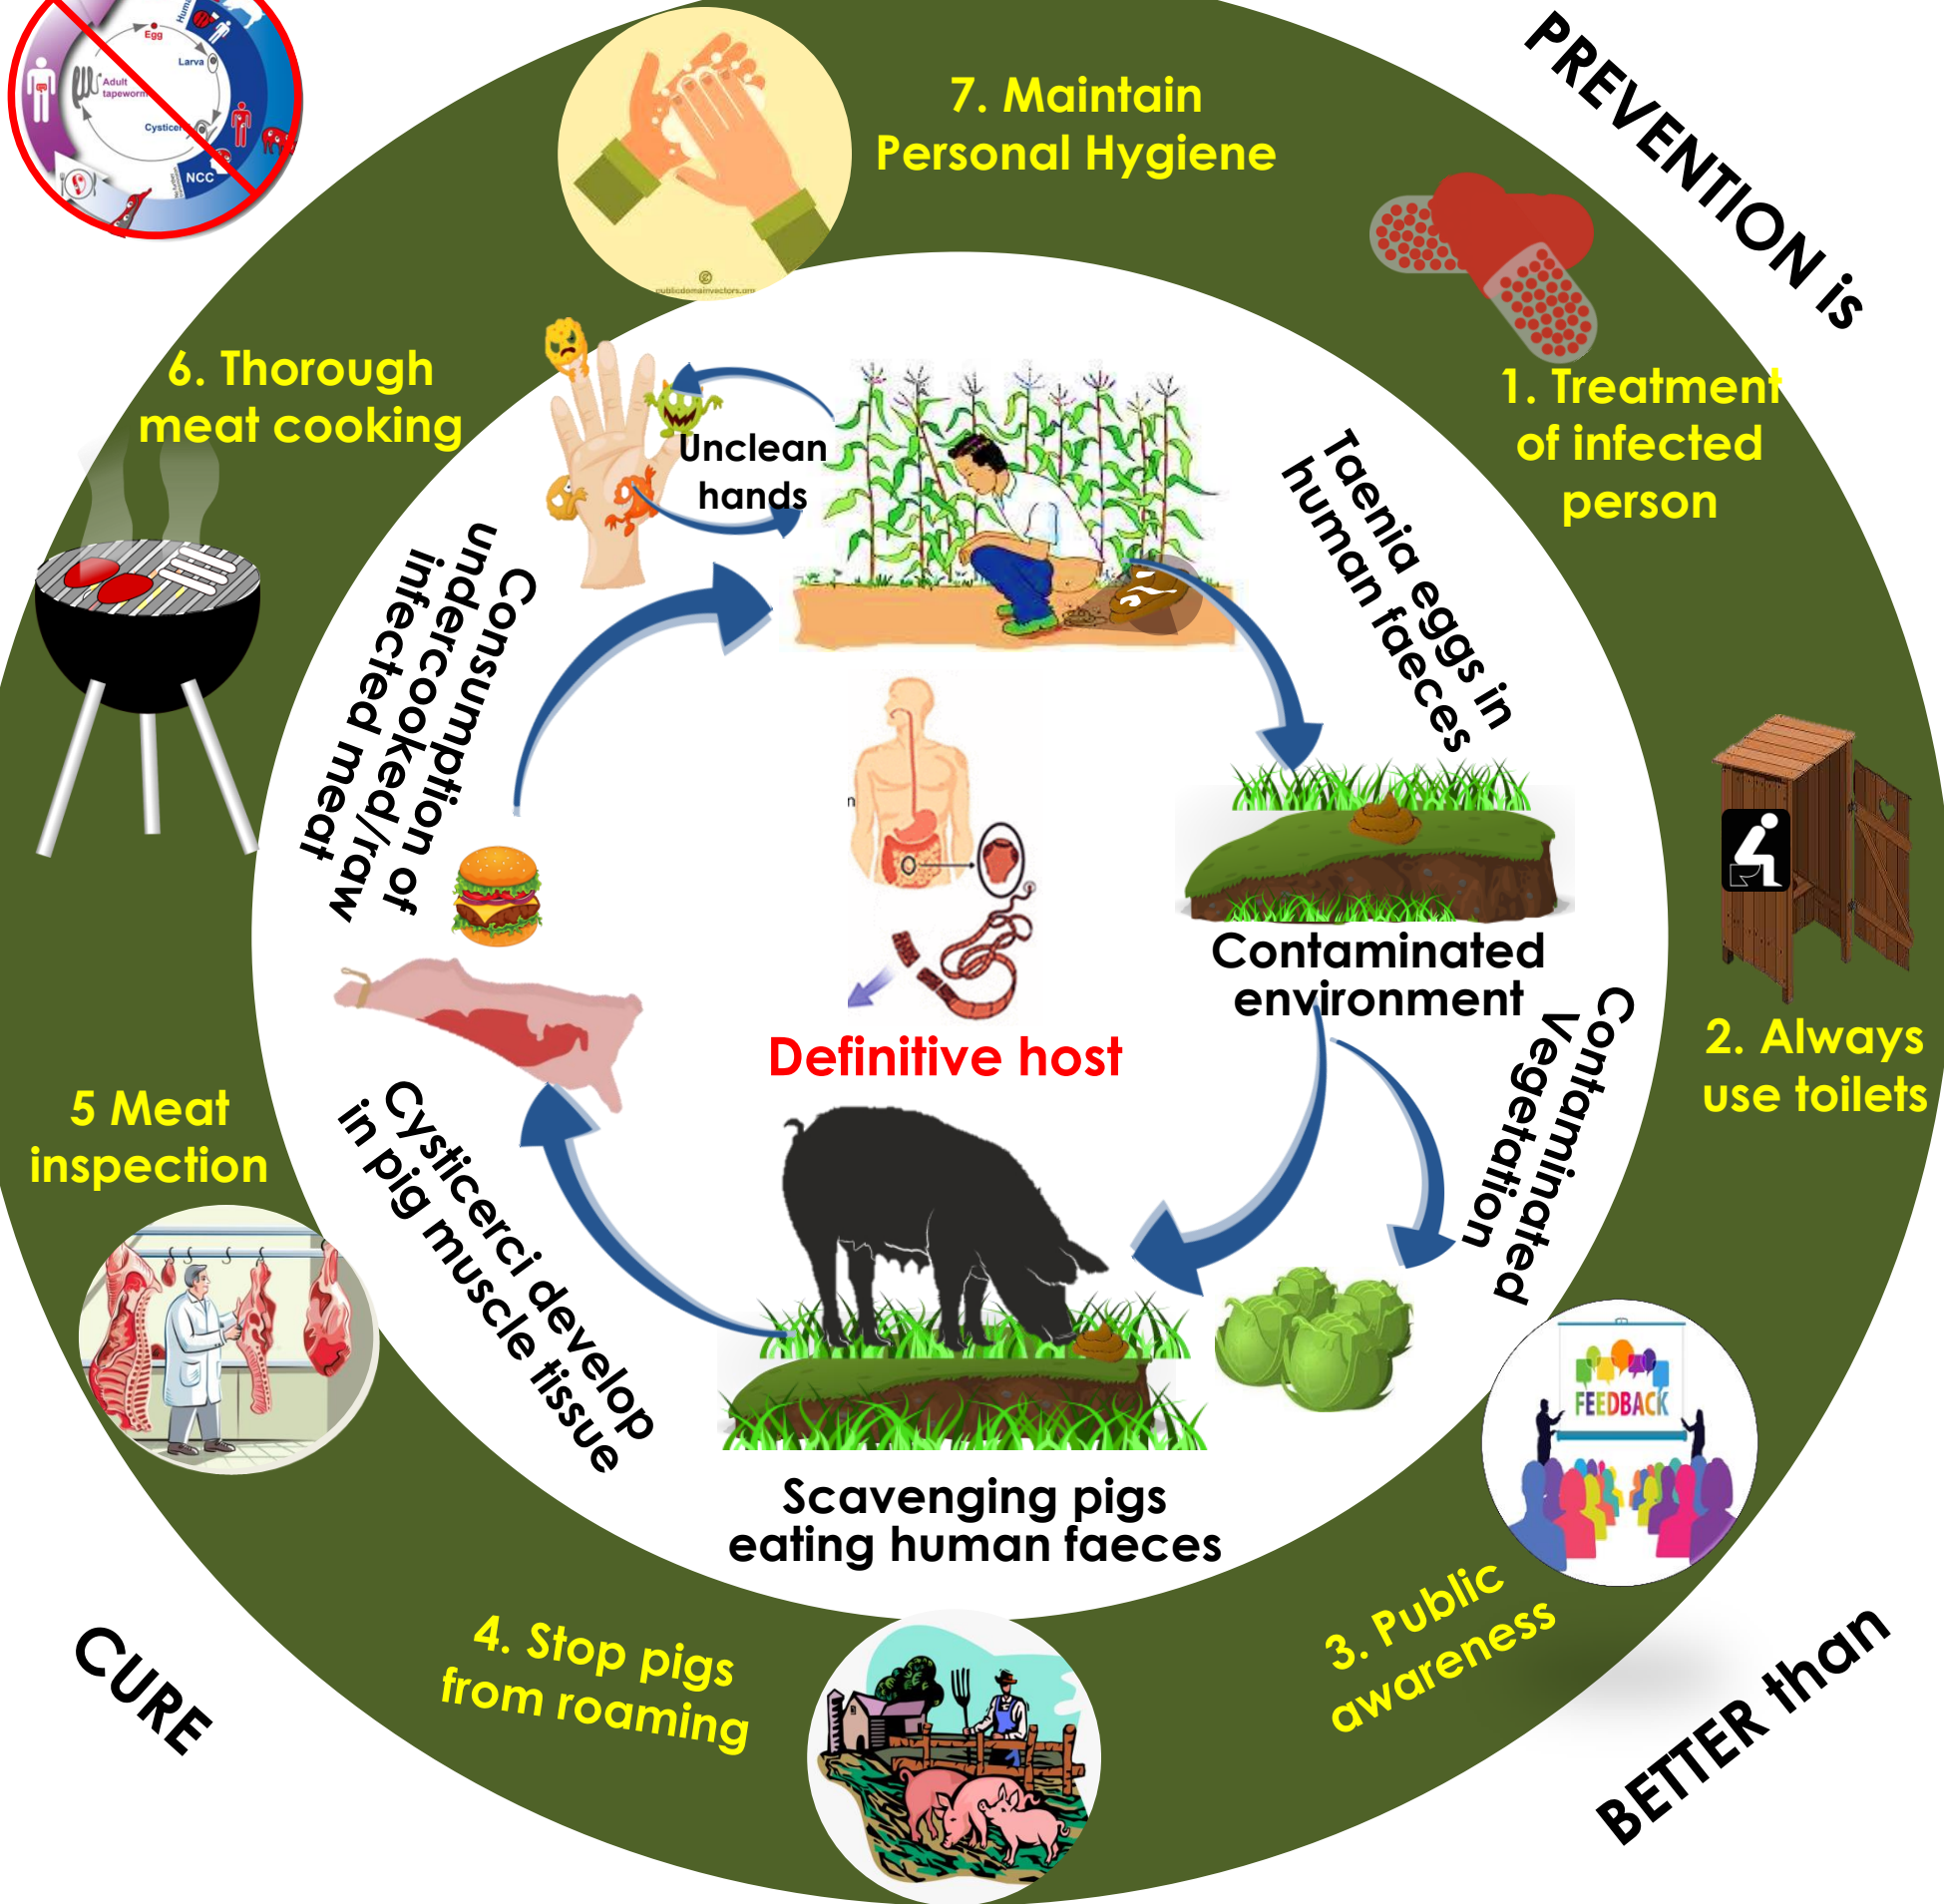 Egg
Larva
Adult
tapeworm
NCC
7. Maintain
Personal Hygiene
©
publicdomainvectors.org
PREVENTION is
1. Treatment
of infected
person
6. Thorough
meat cooking
Unclean
hands
Taenia eggs in
human faeces
Consumption of
undercooked/raw
infected meat
n
Contaminated
environment
Definitive host
Contaminated
Vegetation
2. Always
use toilets
5 Meat
inspection
Cysticerci develop
in pig muscle tissue
FEEDBACK
Scavenging pigs
eating human faeces
3. Public
awareness
4. Stop pigs
from roaming
BETTER than
CURE